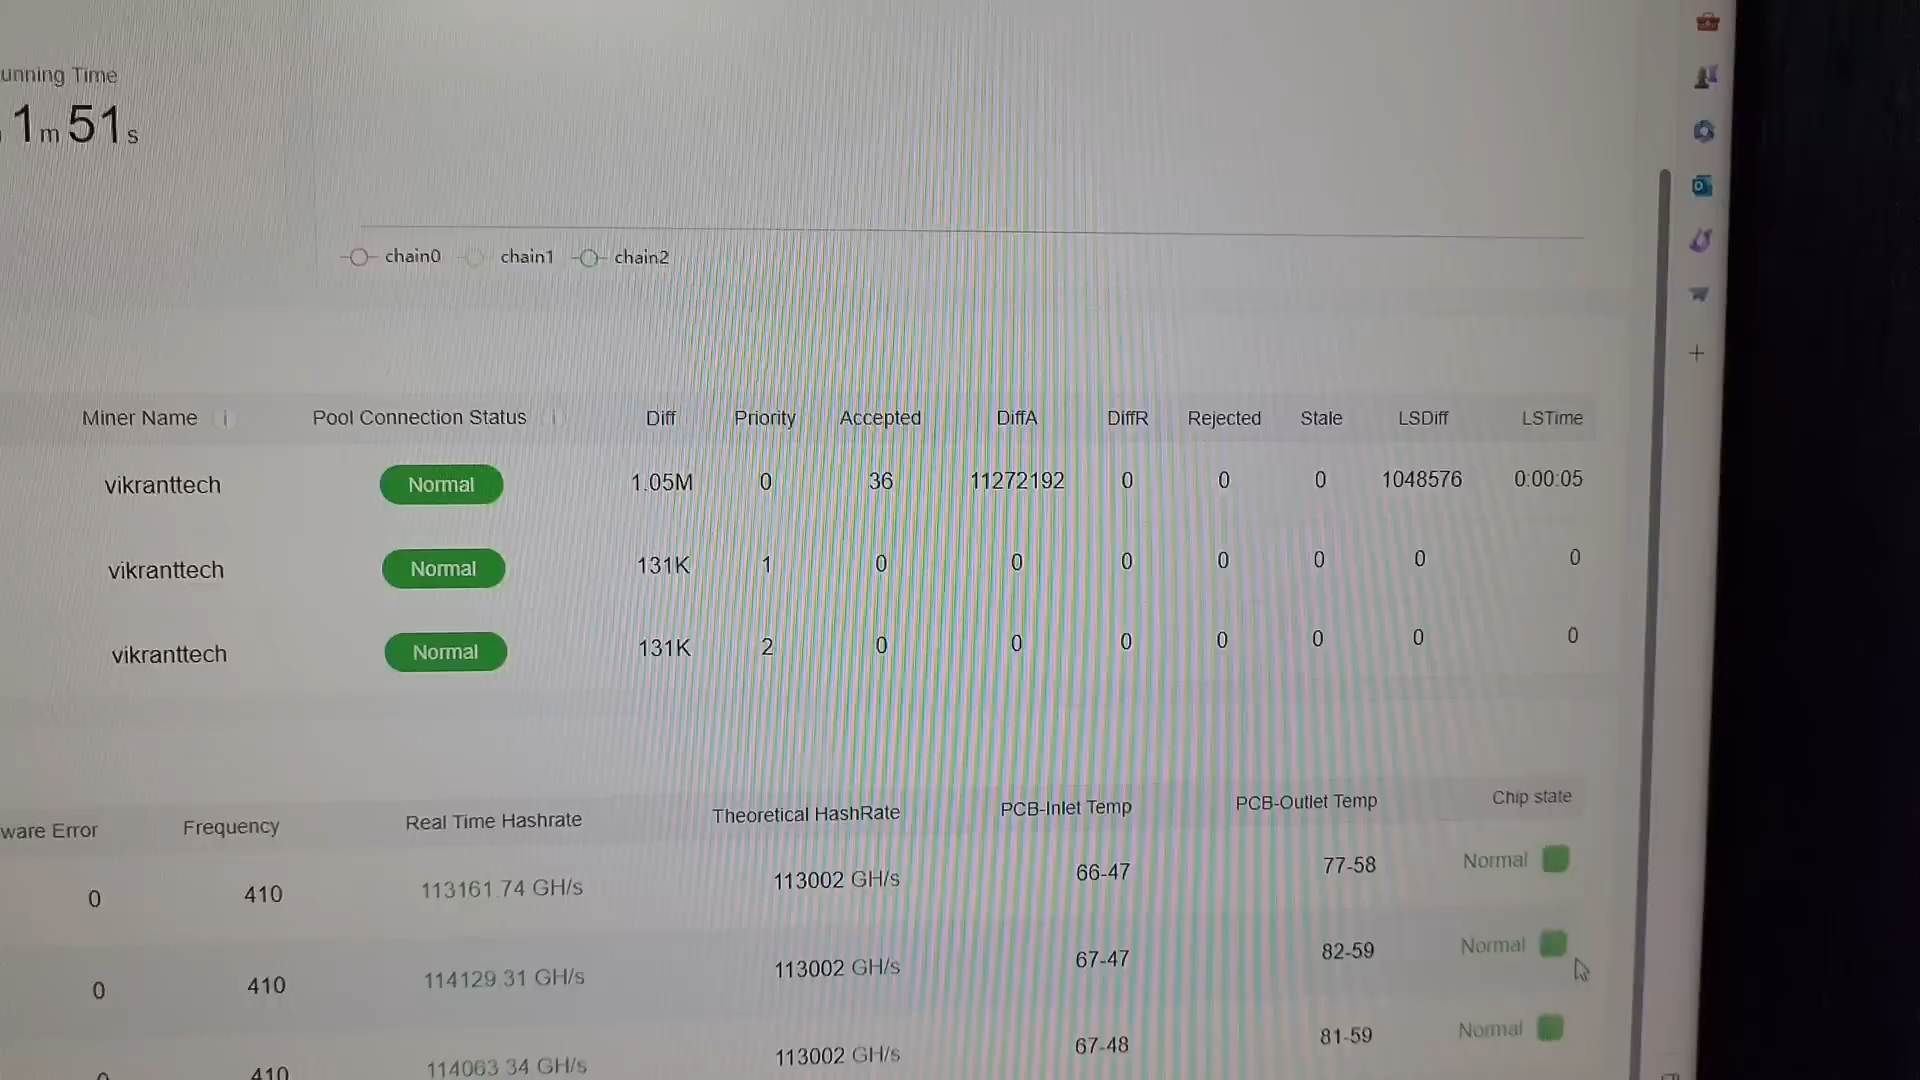 unning Time
1m 51s
chain0 chain1 chain2
Miner Name i Pool Connection Status i Diff Priority Accepted DiffA DiffR Rejected Stale LSDiff LSTime
vikranttech Normal 1.05M 0 36 11272192 0 0 0 1048576 0:00:05
vikranttech Normal 131K 1 0 0 0 0 0 0 0
vikranttech Normal 131K 2 0 0 0 0 0 0 0
ware Error Frequency Real Time Hashrate Theoretical HashRate PCB-Inlet Temp PCB-Outlet Temp Chip state
0 410 113161.74 GH/s 113002 GH/s 66-47 77-58 Normal
0 410 114129.31 GH/s 113002 GH/s 67-47 82-59 Normal
0 410 114063.34 GH/s 113002 GH/s 67-48 81-59 Normal